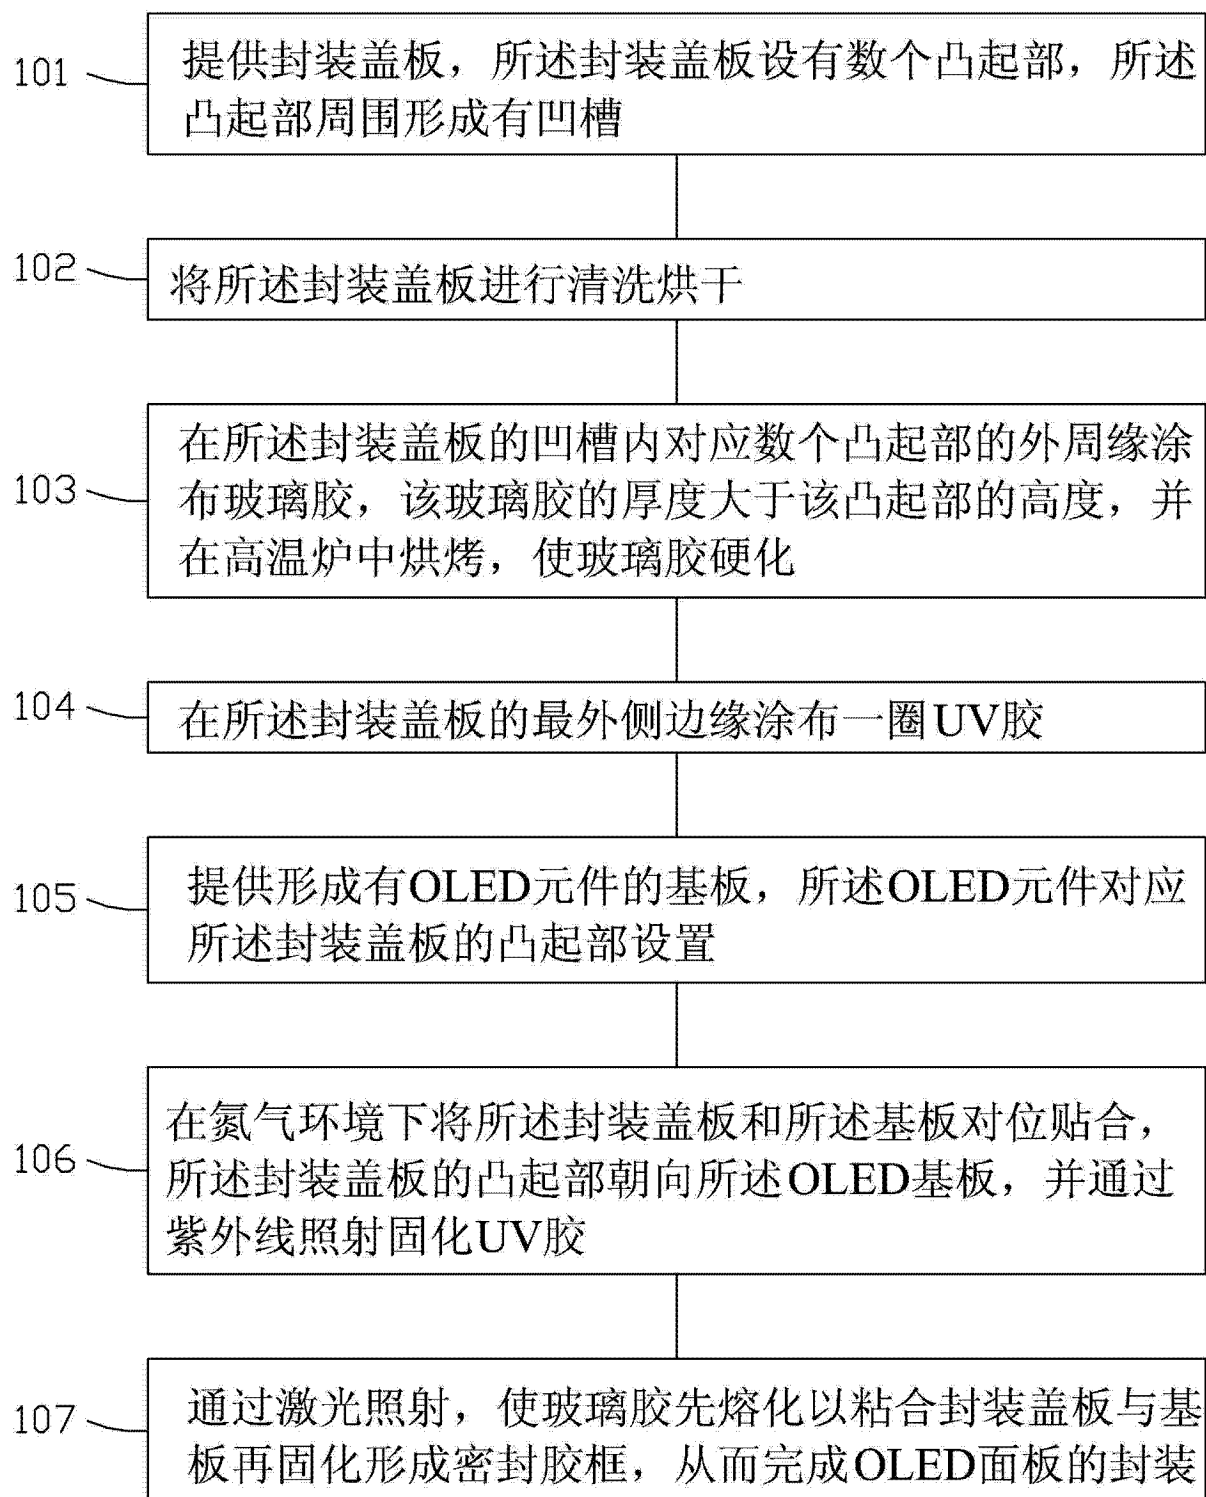 101
提供封装盖板，所述封装盖板设有数个凸起部，所述
凸起部周围形成有凹槽
102
将所述封装盖板进行清洗烘干
103
在所述封装盖板的凹槽内对应数个凸起部的外周缘涂
布玻璃胶，该玻璃胶的厚度大于该凸起部的高度，并
在高温炉中烘烤，使玻璃胶硬化
104
在所述封装盖板的最外侧边缘涂布一圈UV胶
105
提供形成有OLED元件的基板，所述OLED元件对应
所述封装盖板的凸起部设置
106
在氮气环境下将所述封装盖板和所述基板对位贴合，
所述封装盖板的凸起部朝向所述OLED基板，并通过
紫外线照射固化UV胶
107
通过激光照射，使玻璃胶先熔化以粘合封装盖板与基
板再固化形成密封胶框，从而完成OLED面板的封装